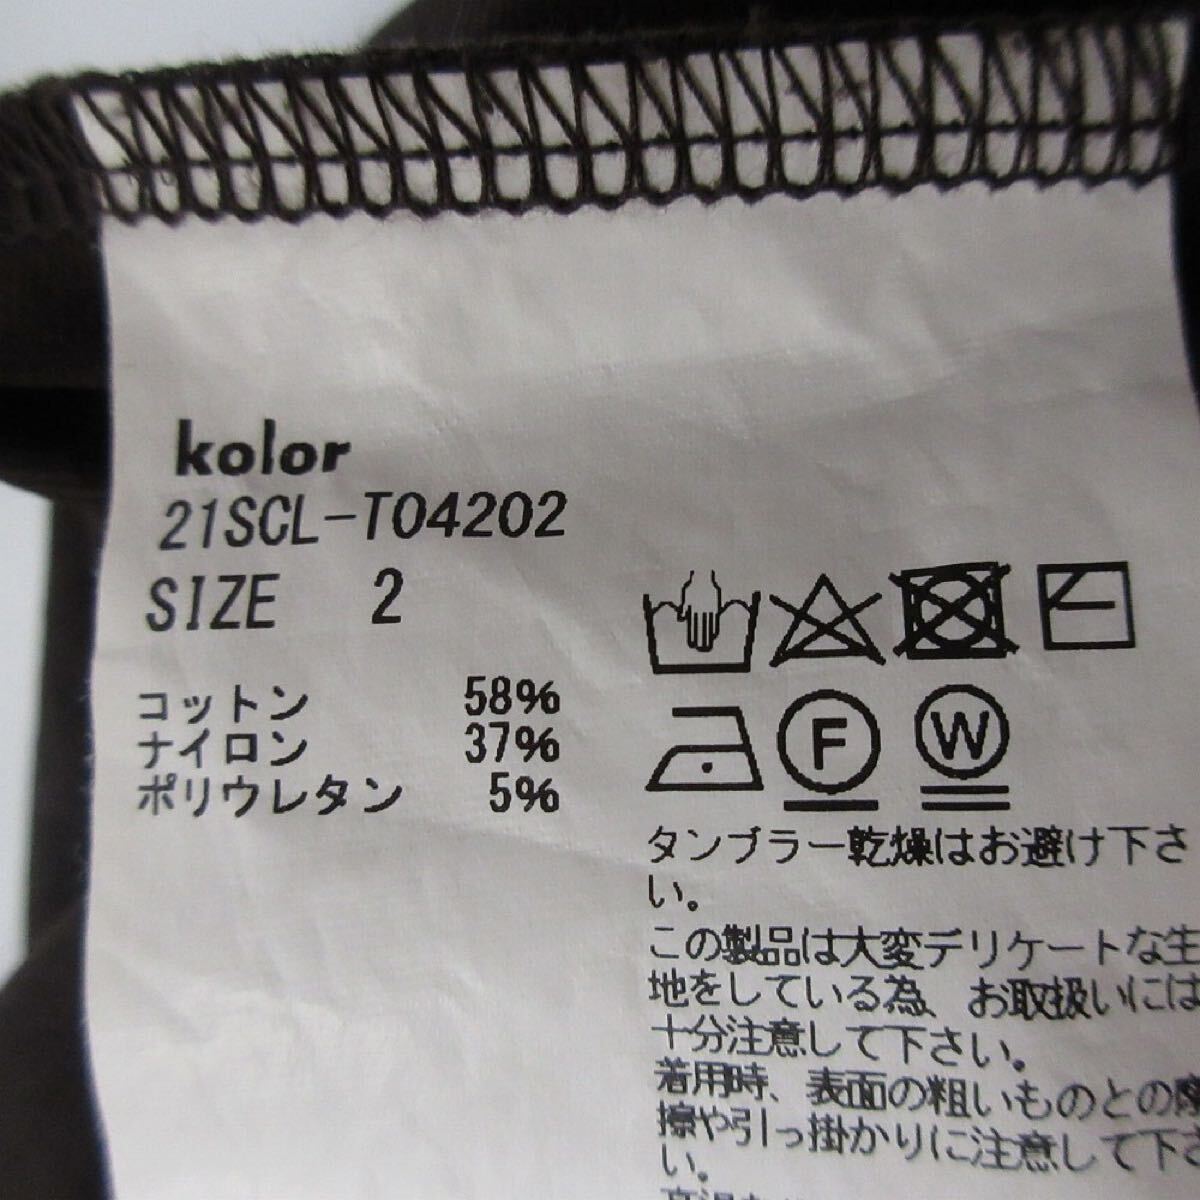 kolor
21SCL-T04202
SIZE 2
コットン 58%
ナイロン 37%
ポリウレタン 5%
F
W
タンブラー乾燥はお避け下さ
い。
この製品は大変デリケートな生
地をしている為、お取扱いには
十分注意して下さい。
着用時、表面の粗いものとの摩
擦や引っ掛かりに注意して下さ
い。